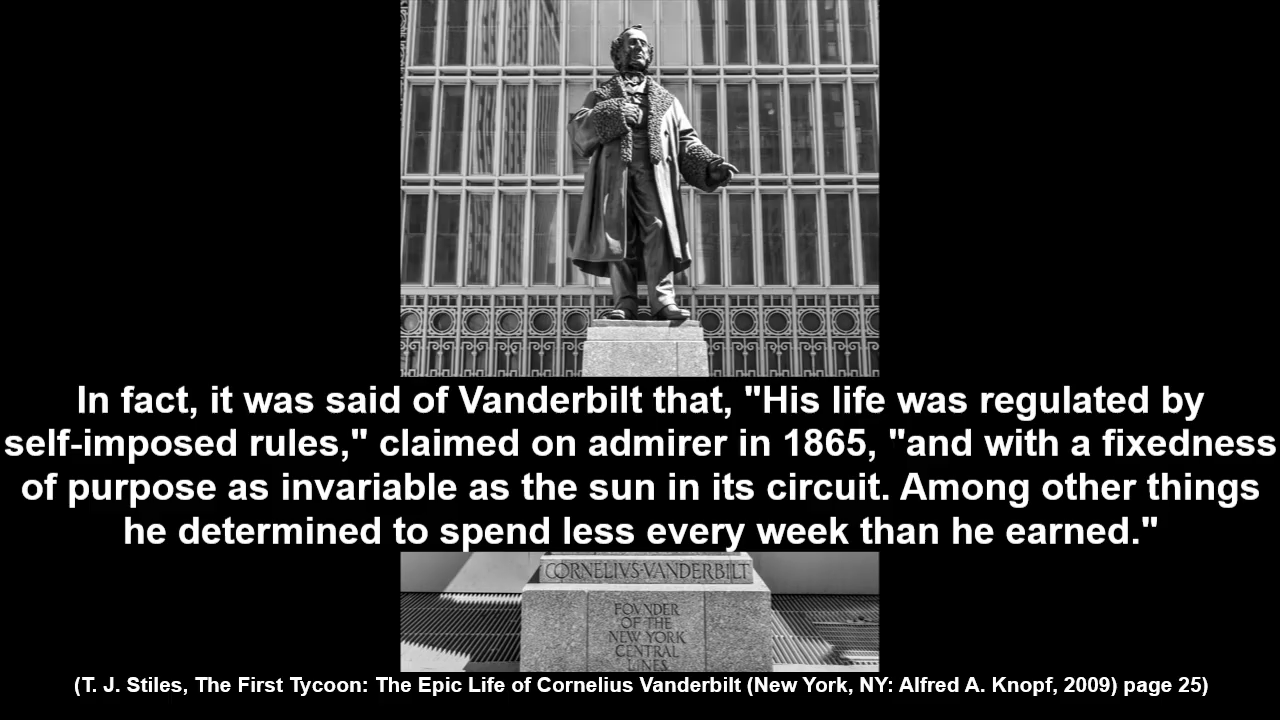 In fact, it was said of Vanderbilt that, "His life was regulated by
self-imposed rules," claimed on admirer in 1865, "and with a fixedness
of purpose as invariable as the sun in its circuit. Among other things
he determined to spend less every week than he earned."
CORNELIVS·VANDERBILT
FOVNDER
OF THE
NEW YORK
CENTRAL
LINES
(T. J. Stiles, The First Tycoon: The Epic Life of Cornelius Vanderbilt (New York, NY: Alfred A. Knopf, 2009) page 25)